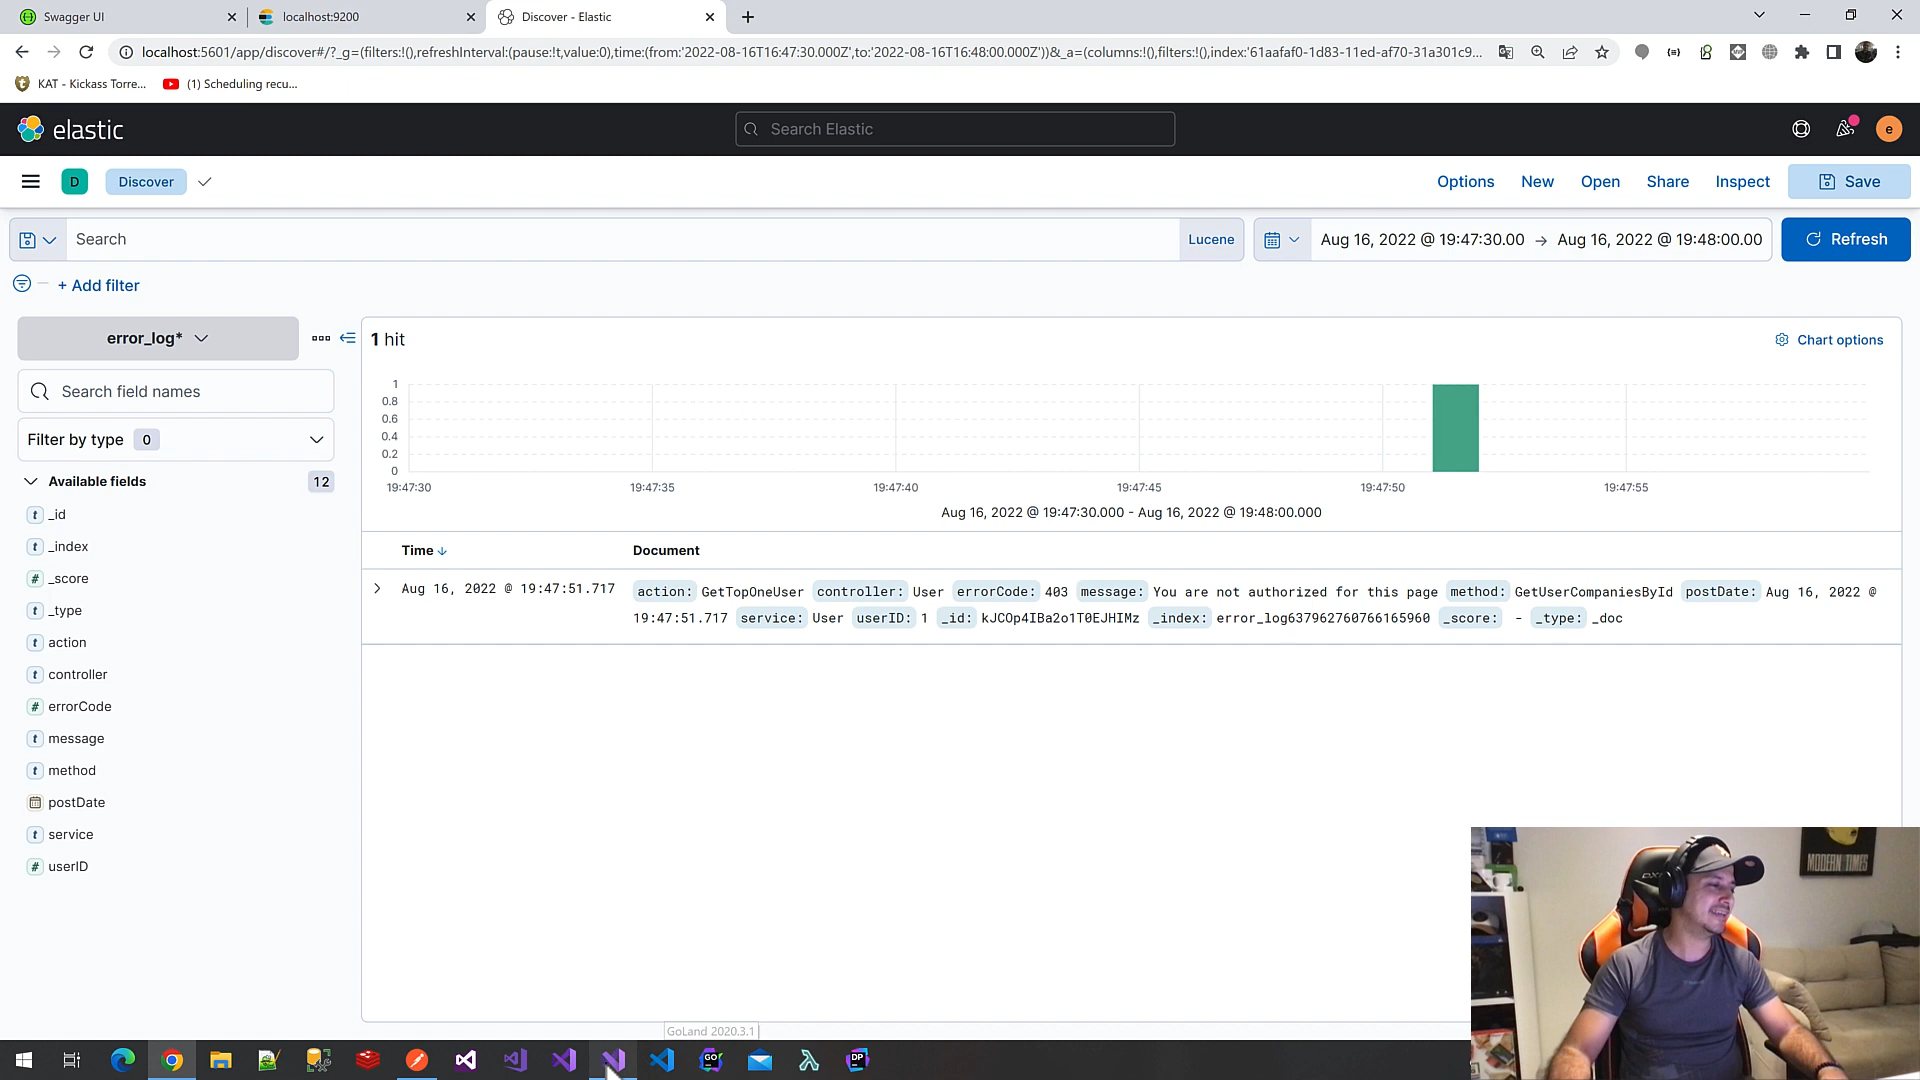 Swagger UI
localhost:9200
Discover - Elastic
localhost:5601/app/discover#/?_g=(filters:!(),refreshInterval:(pause:!t,value:0),time:(from:'2022-08-16T16:47:30.000Z',to:'2022-08-16T16:48:00.000Z'))&_a=(columns:!(),filters:!(),index:'61aafaf0-1d83-11ed-af70-31a301c9...
KAT - Kickass Torre...
(1) Scheduling recu...
elastic
Search Elastic
e
D
Discover
Options
New
Open
Share
Inspect
Save
Search
Lucene
Aug 16, 2022 @ 19:47:30.00 → Aug 16, 2022 @ 19:48:00.00
Refresh
+ Add filter
error_log*
1 hit
Chart options
Search field names
Filter by type 0
Available fields 12
t _id
t _index
# _score
t _type
t action
t controller
# errorCode
t message
t method
postDate
t service
# userID
1
0.8
0.6
0.4
0.2
0
19:47:30 19:47:35 19:47:40 19:47:45 19:47:50 19:47:55
Aug 16, 2022 @ 19:47:30.000 - Aug 16, 2022 @ 19:48:00.000
Time Document
Aug 16, 2022 @ 19:47:51.717
action: GetTopOneUser controller: User errorCode: 403 message: You are not authorized for this page method: GetUserCompaniesById postDate: Aug 16, 2022 @
19:47:51.717 service: User userID: 1 _id: kJCOp4IBa2o1T0EJHIMz _index: error_log637962760766165960 _score: - _type: _doc
MODERN TIMES
GoLand 2020.3.1
GO
DP